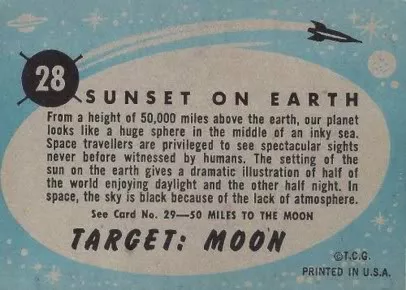 28
SUNSET ON EARTH
From a height of 50,000 miles above the earth, our planet
looks like a huge sphere in the middle of an inky sea.
Space travellers are privileged to see spectacular sights
never before witnessed by humans. The setting of the
sun on the earth gives a dramatic illustration of half of
the world enjoying daylight and the other half night. In
space, the sky is black because of the lack of atmosphere.
See Card No. 29—50 MILES TO THE MOON
TARGET: MOON
©T.C.G.
PRINTED IN U.S.A.